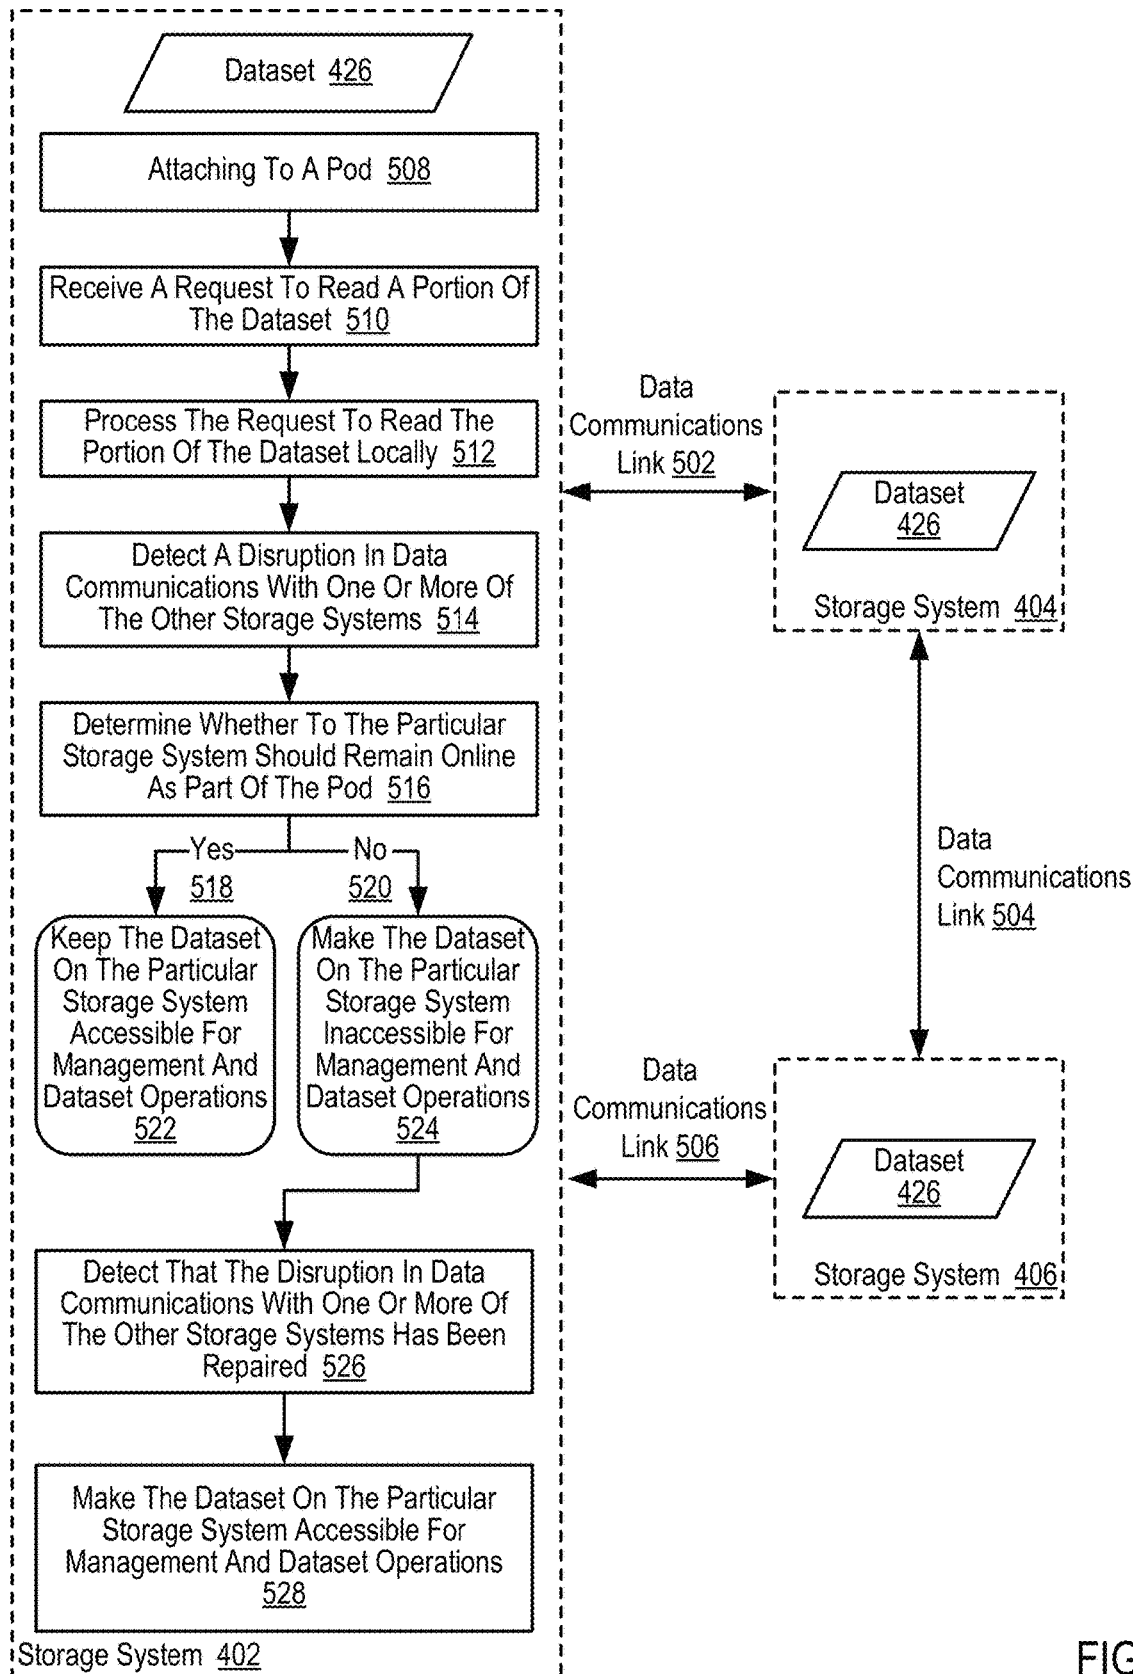 Dataset 426
Attaching To A Pod 508
Receive A Request To Read A Portion Of
The Dataset 510
Process The Request To Read The
Portion Of The Dataset Locally 512
Detect A Disruption In Data
Communications With One Or More Of
The Other Storage Systems 514
Determine Whether To The Particular
Storage System Should Remain Online
As Part Of The Pod 516
Yes
518
No
520
Keep The Dataset
On The Particular
Storage System
Accessible For
Management And
Dataset Operations
522
Make The Dataset
On The Particular
Storage System
Inaccessible For
Management And
Dataset Operations
524
Detect That The Disruption In Data
Communications With One Or More Of
The Other Storage Systems Has Been
Repaired 526
Make The Dataset On The Particular
Storage System Accessible For
Management And Dataset Operations
528
Storage System 402
Data
Communications
Link 502
Dataset
426
Storage System 404
Data
Communications
Link 504
Data
Communications
Link 506
Dataset
426
Storage System 406
FIG